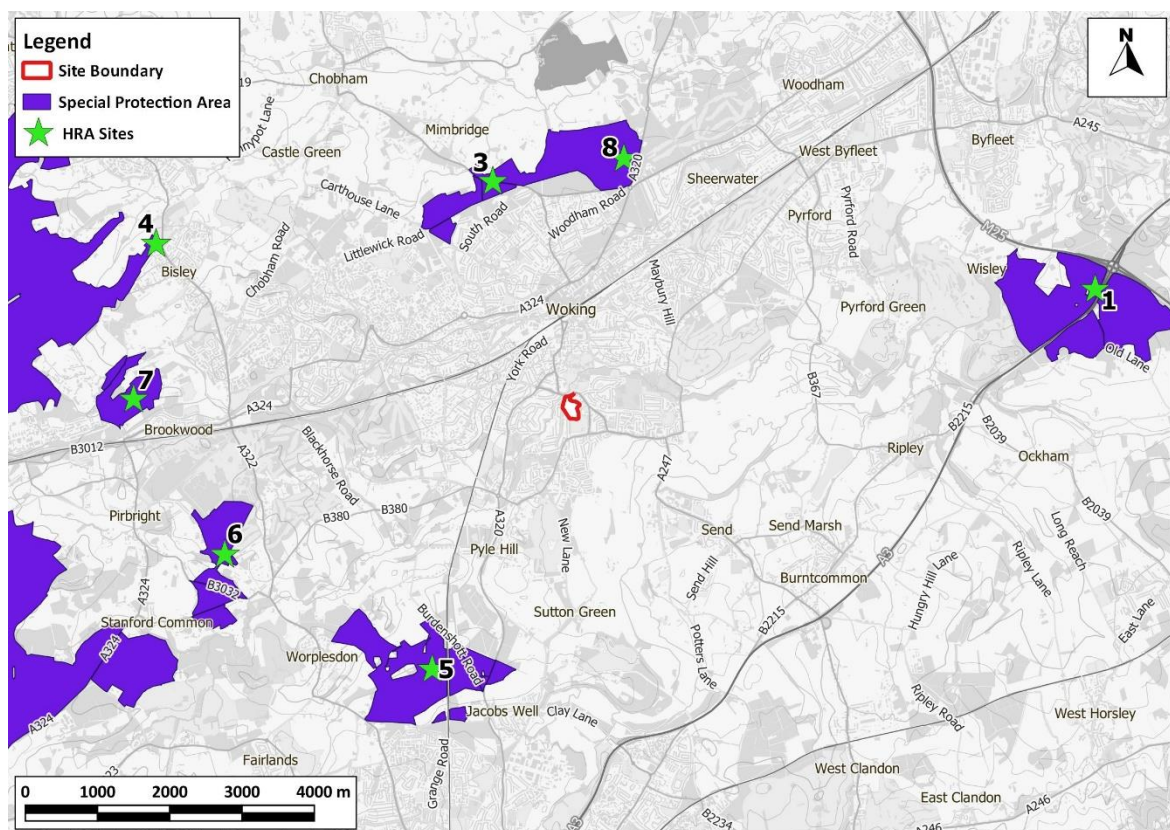 Legend
Site Boundary
Special Protection Area
HRA Sites
N
Chobham
Woodham
Mimbridge
Castle Green
A245
Byfleet
West Byfleet
3
8
A320
Sheerwater
Carthouse Lane
Littlewick Road
South Road
Woodham Road
Pyrford
Pyrford Road
4
Bisley
Chobham Road
M25
Wisley
1
Maybury Hill
Pyrford Green
A324
Woking
York Road
Old Lane
7
A324
Brookwood
B3012
B367
B2215
B2039
Ripley
Ockham
A322
Blackhorse Road
A247
B2039
Pirbright
B380
B380
A320
Pyle Hill
New Lane
Send
Send Marsh
Long Reach
6
A3
Ripley Lane
Send Hill
Burntcommon
Hungry Hill Lane
A324
B3032
Stanford Common
Sutton Green
B2215
East Lane
A324
Worplesdon
Burdenshott Road
Potters Lane
5
Jacobs Well
Clay Lane
Ripley Road
West Horsley
A324
Fairlands
Grange Road
West Clandon
East Clandon
A246
A246
B2234
A3
0 1000 2000 3000 4000 m